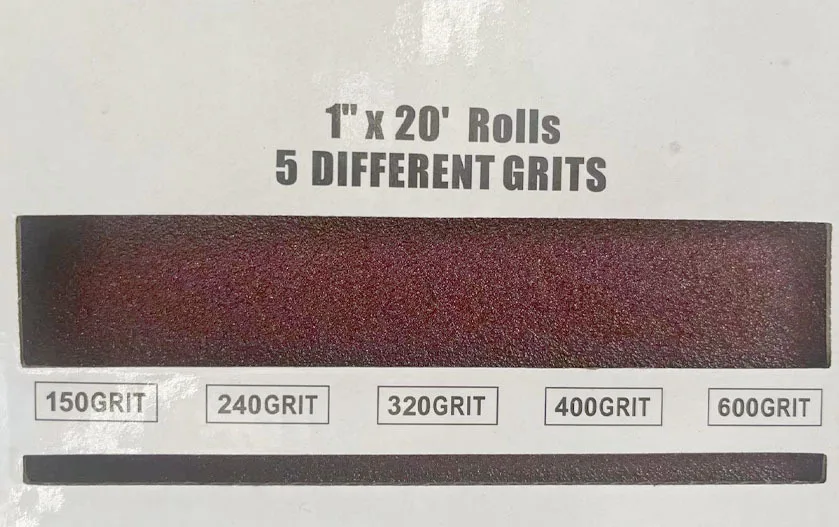 1" x 20' Rolls
5 DIFFERENT GRITS
150GRIT 240GRIT 320GRIT 400GRIT 600GRIT